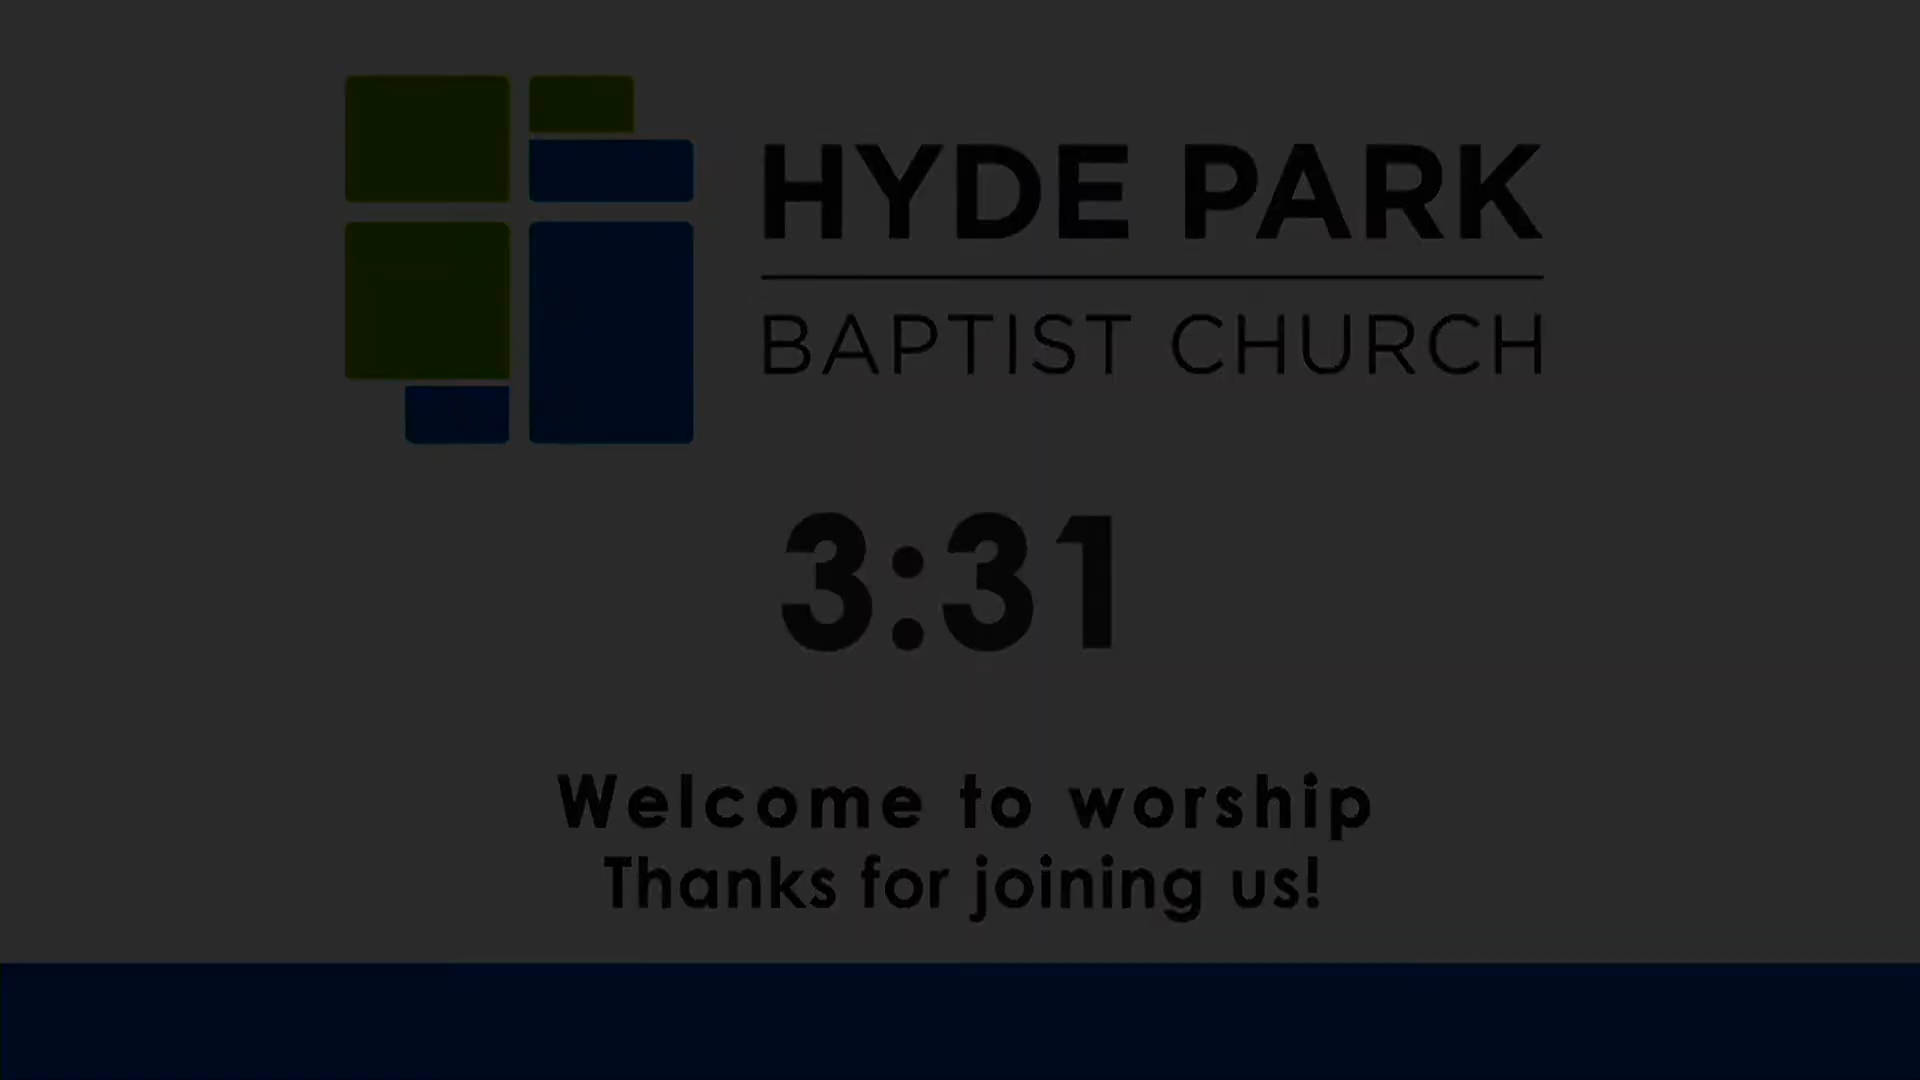 HYDE PARK
BAPTIST CHURCH
3:31
Welcome to worship
Thanks for joining us!